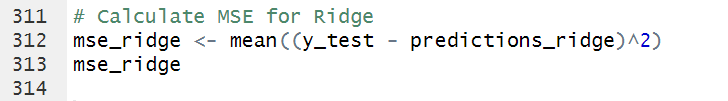 311 # Calculate MSE for Ridge
312 mse_ridge <- mean((y_test - predictions_ridge)^2)
313 mse_ridge
314